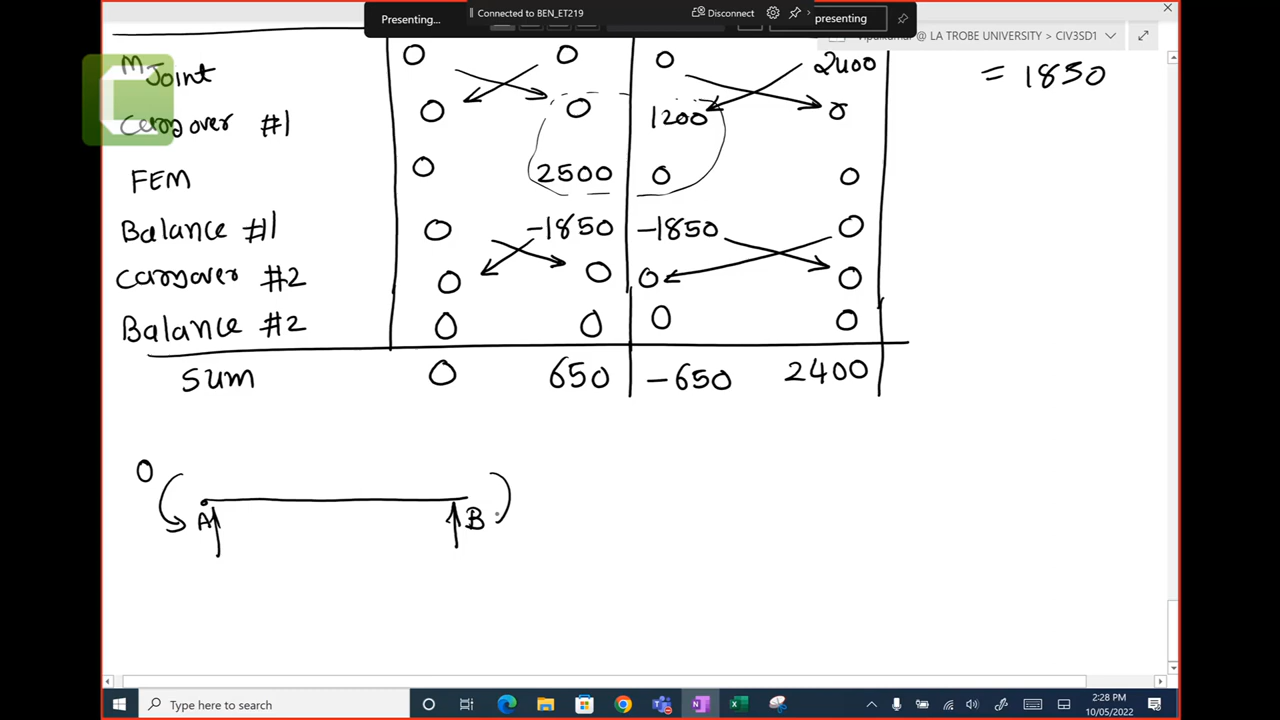 Presenting...
Connected to BEN_ET219
Disconnect
presenting
@ LA TROBE UNIVERSITY > CIV3SD1
M Joint 0 0 0 2400
= 1850
Carryover #1 0 0 1200 0
FEM 0 2500 0 0
Balance #1 0 -1850 -1850 0
Carryover #2 0 0 0 0
Balance #2 0 0 0 0
Sum 0 650 -650 2400
0
A B
Type here to search
2:28 PM
10/05/2022